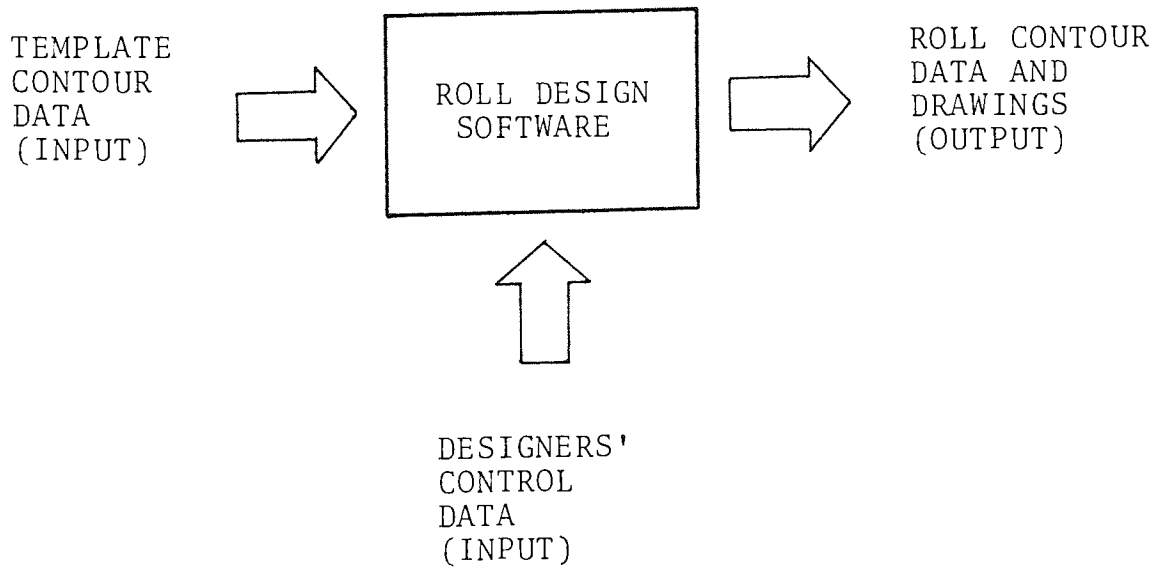 TEMPLATE
CONTOUR
DATA
(INPUT)
ROLL DESIGN
SOFTWARE
ROLL CONTOUR
DATA AND
DRAWINGS
(OUTPUT)
DESIGNERS'
CONTROL
DATA
(INPUT)